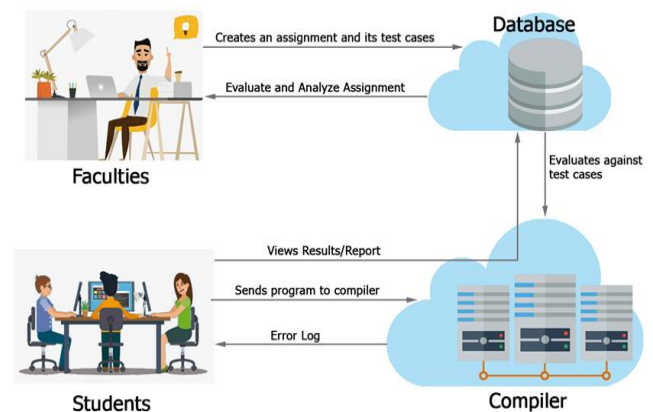 Database
Creates an assignment and its test cases
Evaluate and Analyze Assignment
Faculties
Evaluates against
test cases
Views Results/Report
Sends program to compiler
Error Log
Students
Compiler